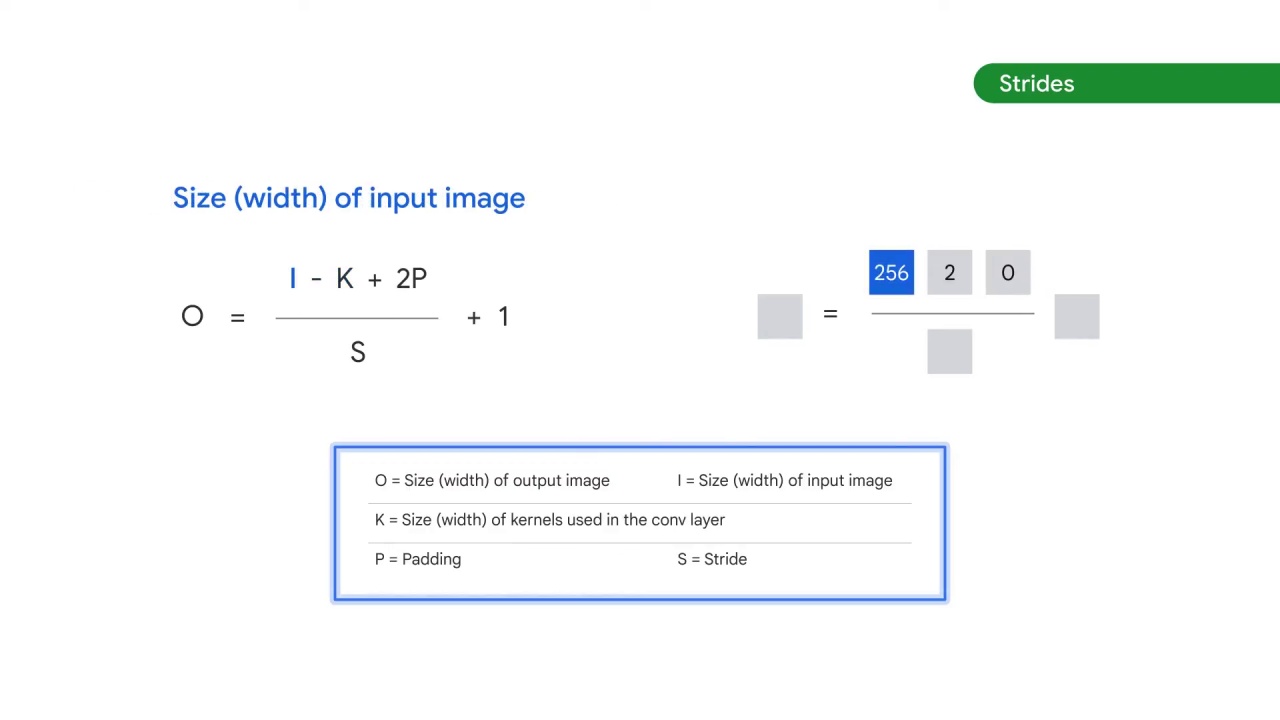 Strides
Size (width) of input image
O = I - K + 2P / S + 1
256 2 0
=
O = Size (width) of output image I = Size (width) of input image
K = Size (width) of kernels used in the conv layer
P = Padding S = Stride